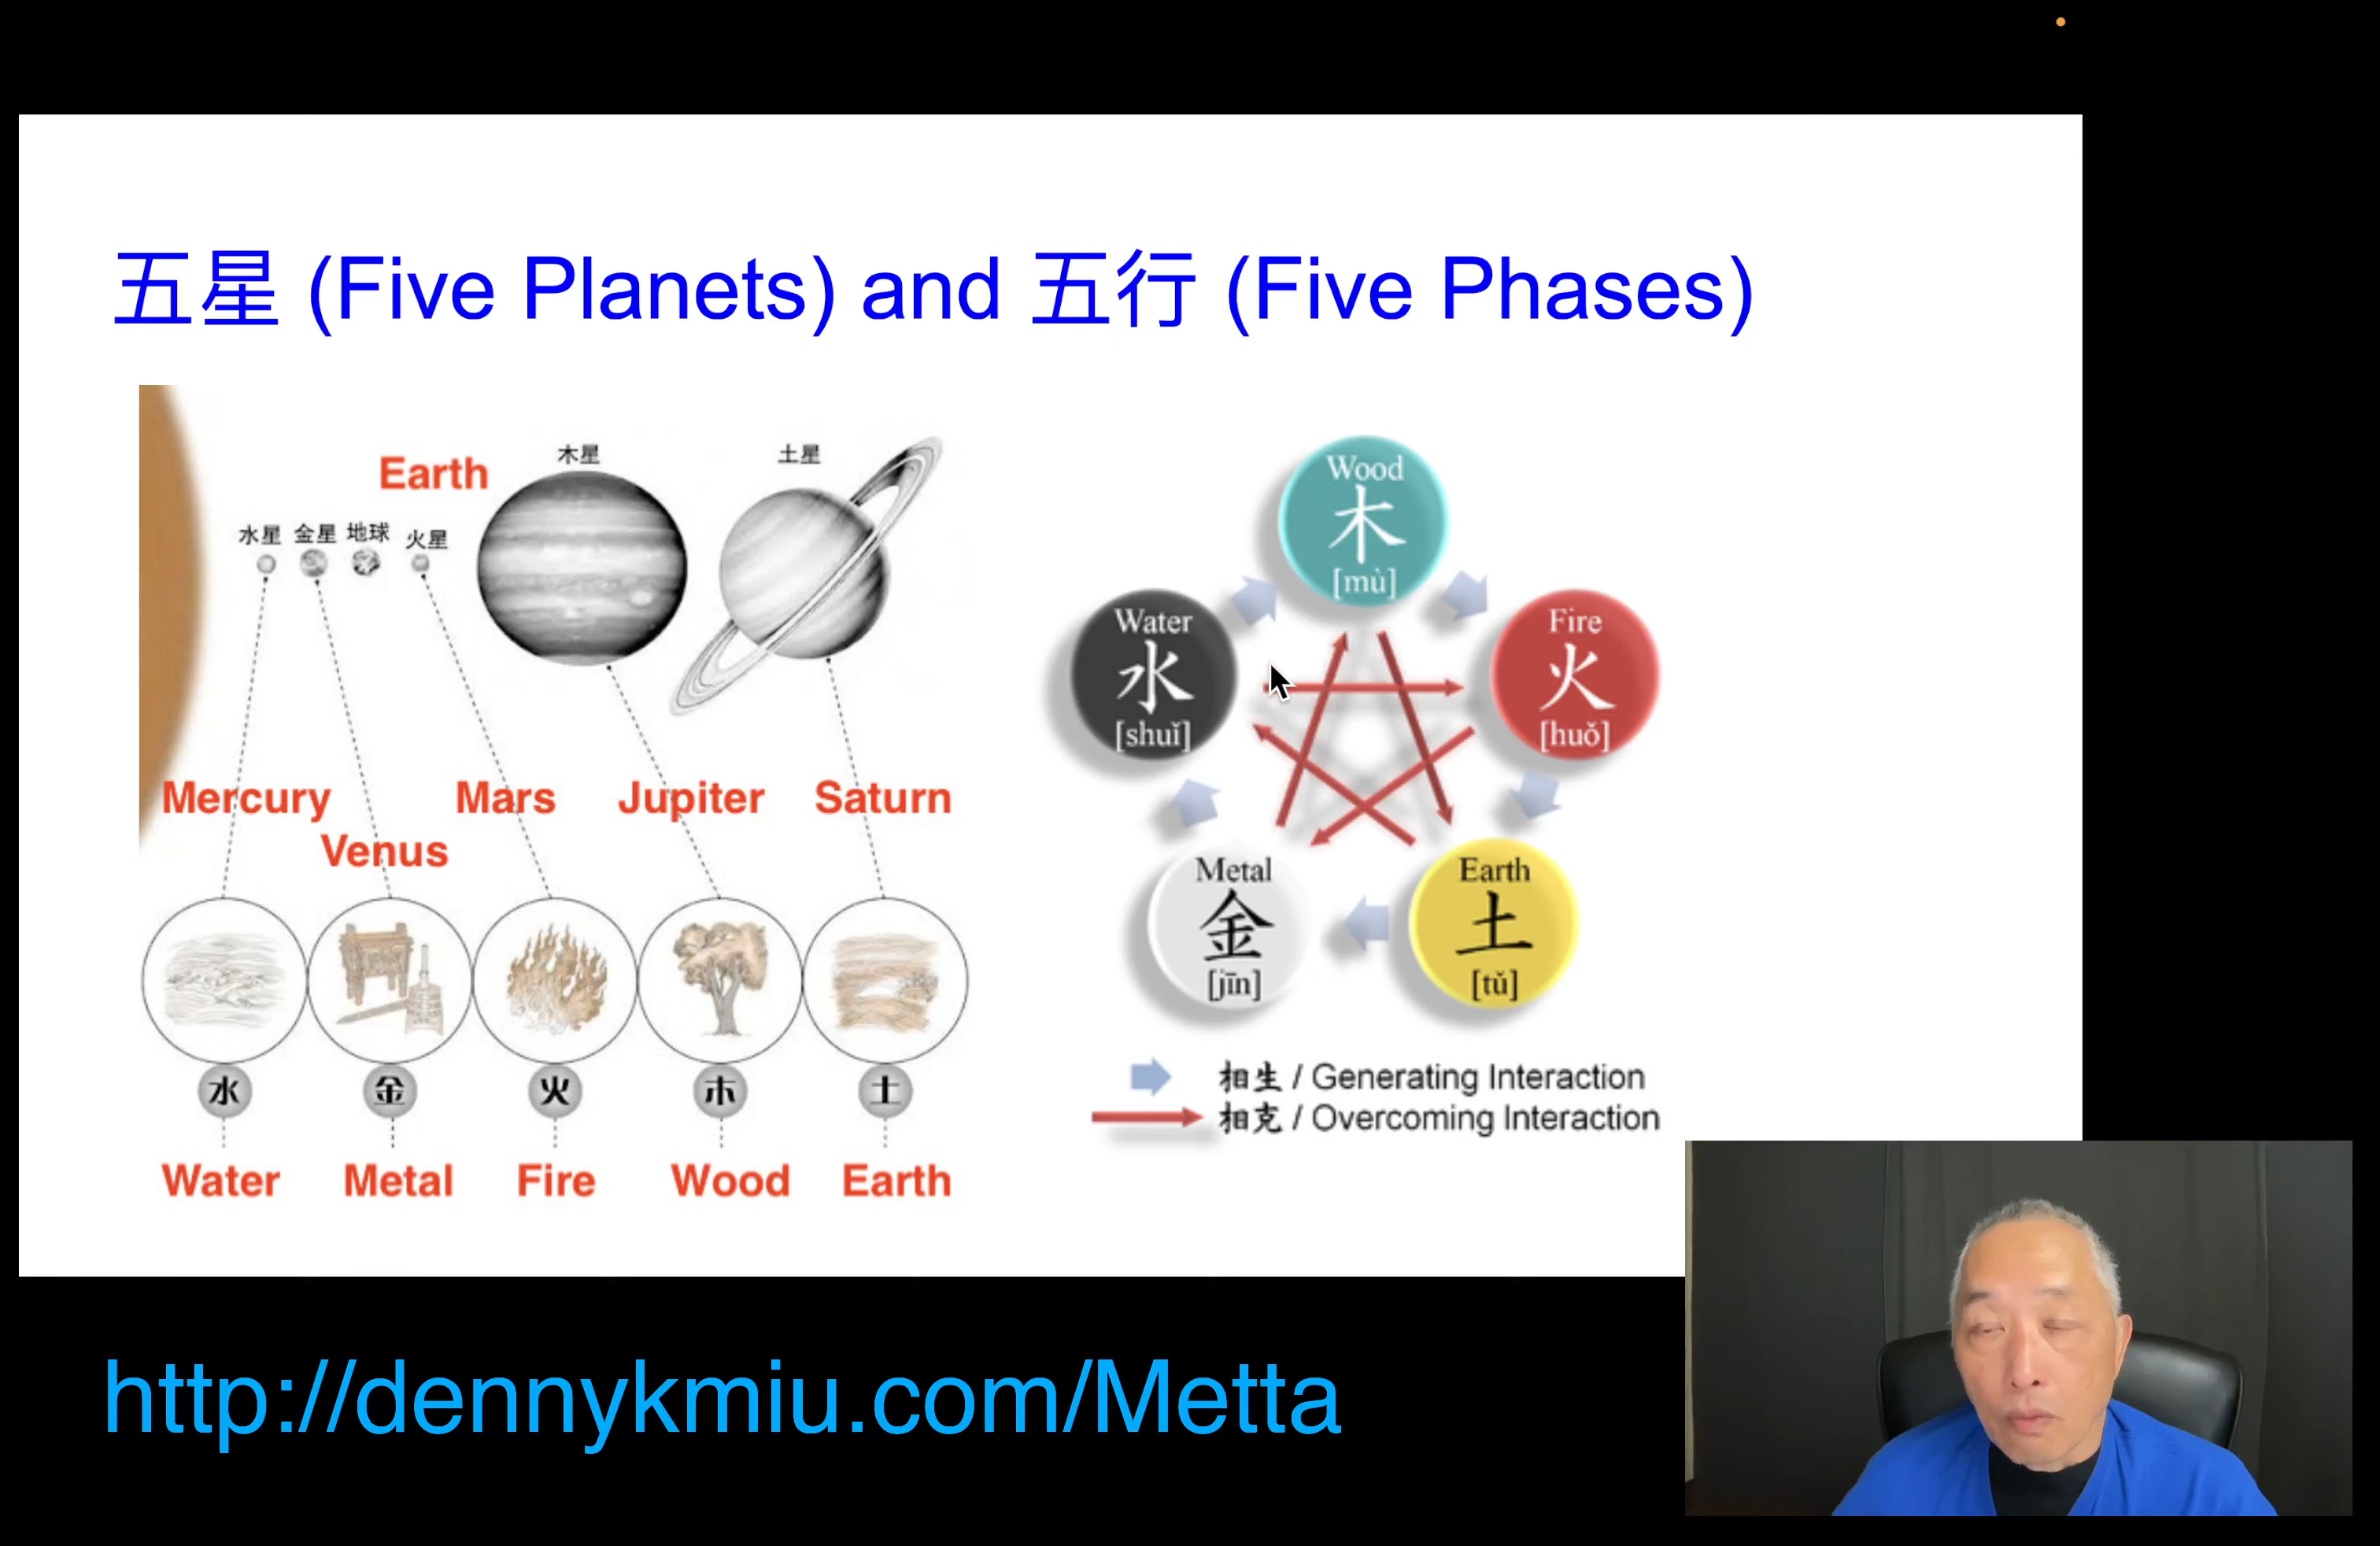 五星 (Five Planets) and 五行 (Five Phases)
Earth
木星
土星
水星
金星
地球
火星
Mercury
Venus
Mars
Jupiter
Saturn
水
金
火
木
土
Water
Metal
Fire
Wood
Earth
Wood
木
[mù]
Water
水
[shuǐ]
Fire
火
[huǒ]
Metal
金
[jīn]
Earth
土
[tǔ]
相生 / Generating Interaction
相克 / Overcoming Interaction
http://dennykmiu.com/Metta